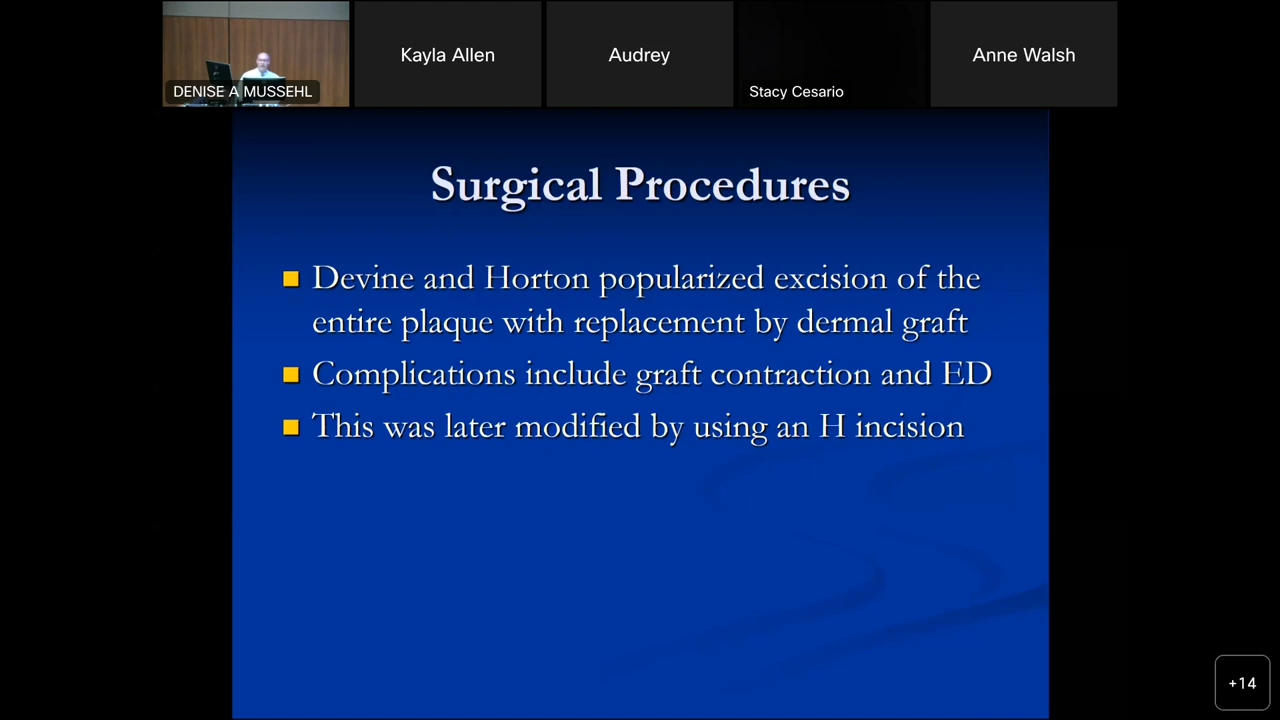 DENISE A MUSSEHL
Kayla Allen
Audrey
Stacy Cesario
Anne Walsh
Surgical Procedures
Devine and Horton popularized excision of the
entire plaque with replacement by dermal graft
Complications include graft contraction and ED
This was later modified by using an H incision
+14